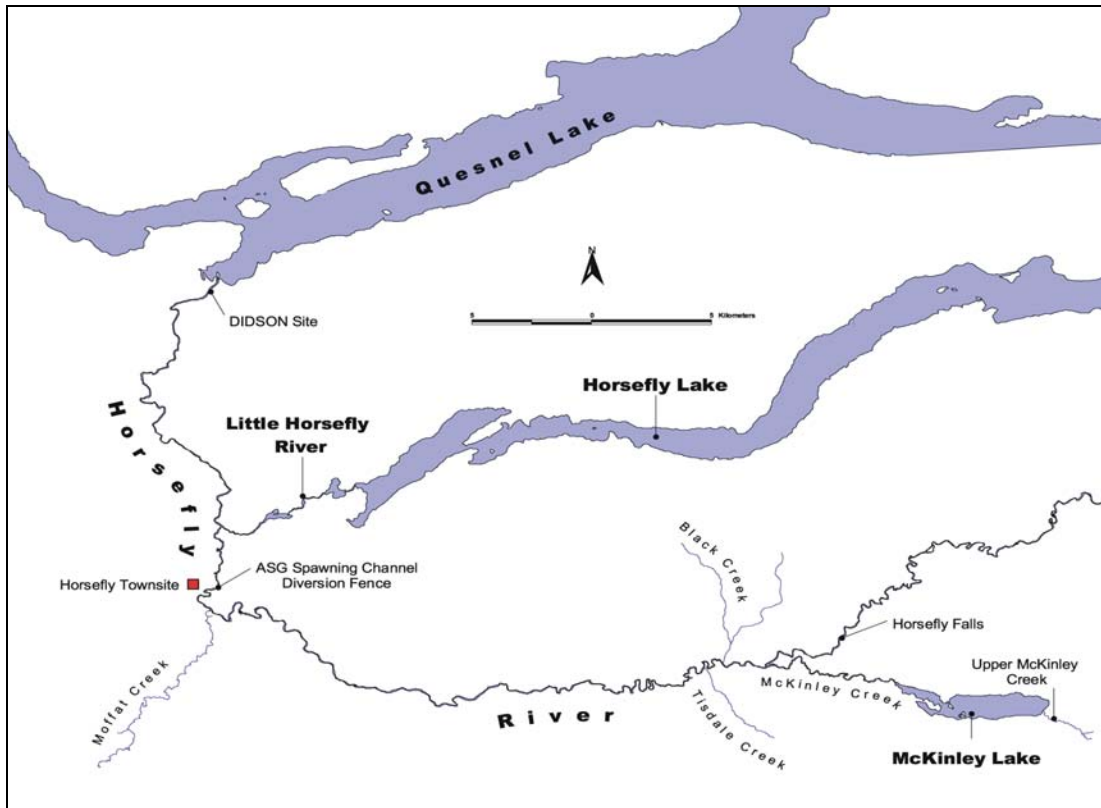 Quesnel Lake
N
5 0 5 Kilometers
DIDSON Site
Horsefly Lake
Horsefly
Little Horsefly
River
Black Creek
ASG Spawning Channel
Diversion Fence
Horsefly Townsite
Horsefly Falls
Upper McKinley
Creek
McKinley Creek
Moffat Creek
Tisdale Creek
River
McKinley Lake